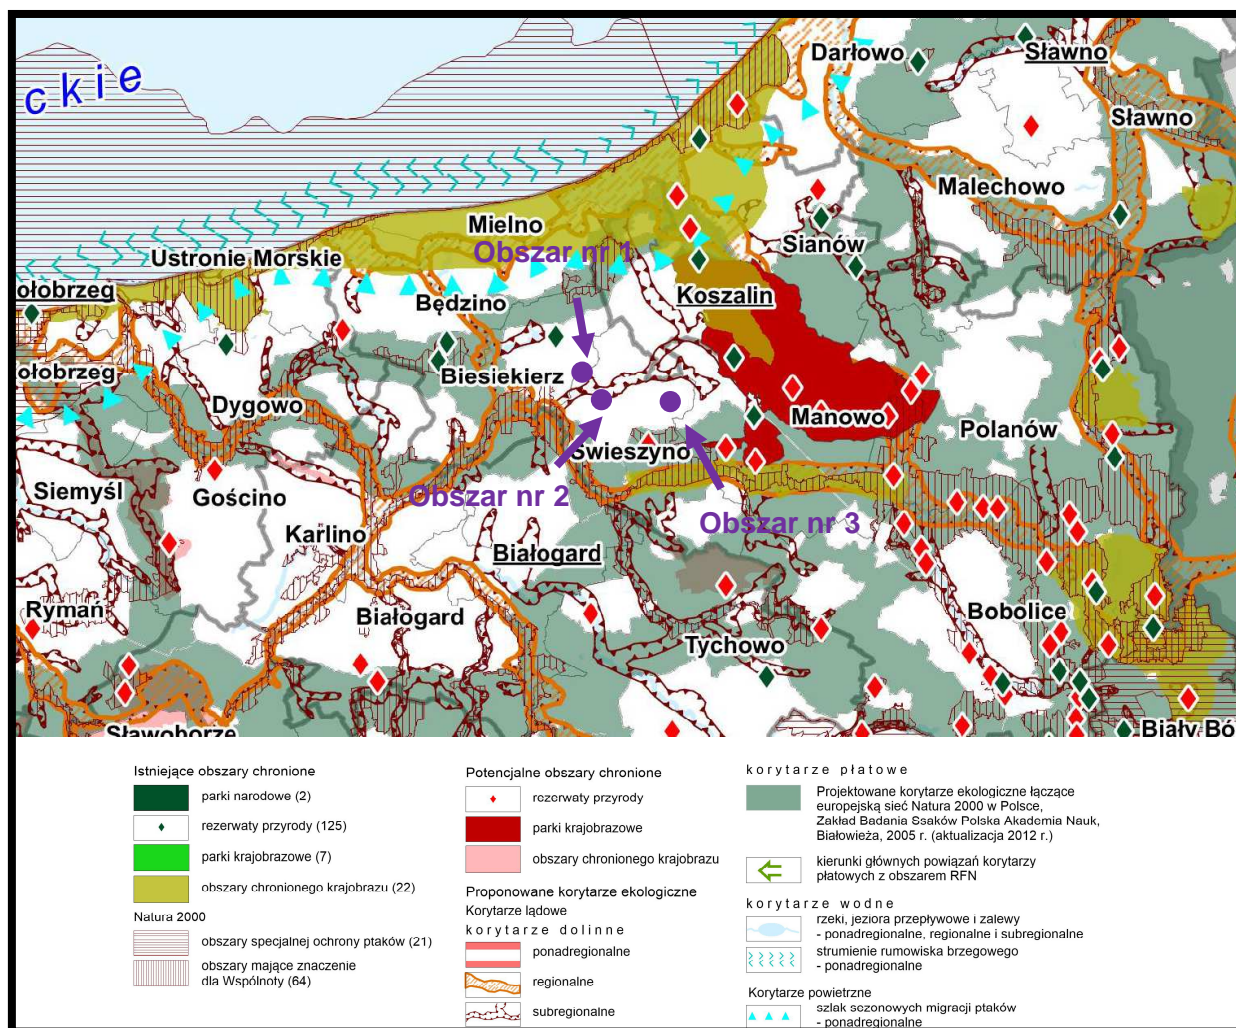 ckie
Darłowo
Sławno
Sławno
Malechowo
Mielno
Obszar nr 1
Sianów
Ustronie Morskie
ołobrzeg
Będzino
Koszalin
ołobrzeg
Biesiekierz
Dygowo
Manowo
Polanów
Świeszyno
Siemyśl
Gościno
Obszar nr 2
Obszar nr 3
Karlino
Białogard
Rymań
Białogard
Bobolice
Tychowo
Sławoborze
Biały Bó
Istniejące obszary chronione
parki narodowe (2)
rezerwaty przyrody (125)
parki krajobrazowe (7)
obszary chronionego krajobrazu (22)
Natura 2000
obszary specjalnej ochrony ptaków (21)
obszary mające znaczenie
dla Wspólnoty (64)
Potencjalne obszary chronione
rezerwaty przyrody
parki krajobrazowe
obszary chronionego krajobrazu
Proponowane korytarze ekologiczne
Korytarze lądowe
korytarze dolinne
ponadregionalne
regionalne
subregionalne
korytarze płatowe
Projektowane korytarze ekologiczne łączące
europejską sieć Natura 2000 w Polsce,
Zakład Badania Ssaków Polska Akademia Nauk,
Białowieża, 2005 r. (aktualizacja 2012 r.)
kierunki głównych powiązań korytarzy
płatowych z obszarem RFN
korytarze wodne
rzeki, jeziora przepływowe i zalewy
- ponadregionalne, regionalne i subregionalne
strumienie rumowiska brzegowego
- ponadregionalne
Korytarze powietrzne
szlak sezonowych migracji ptaków
- ponadregionalne